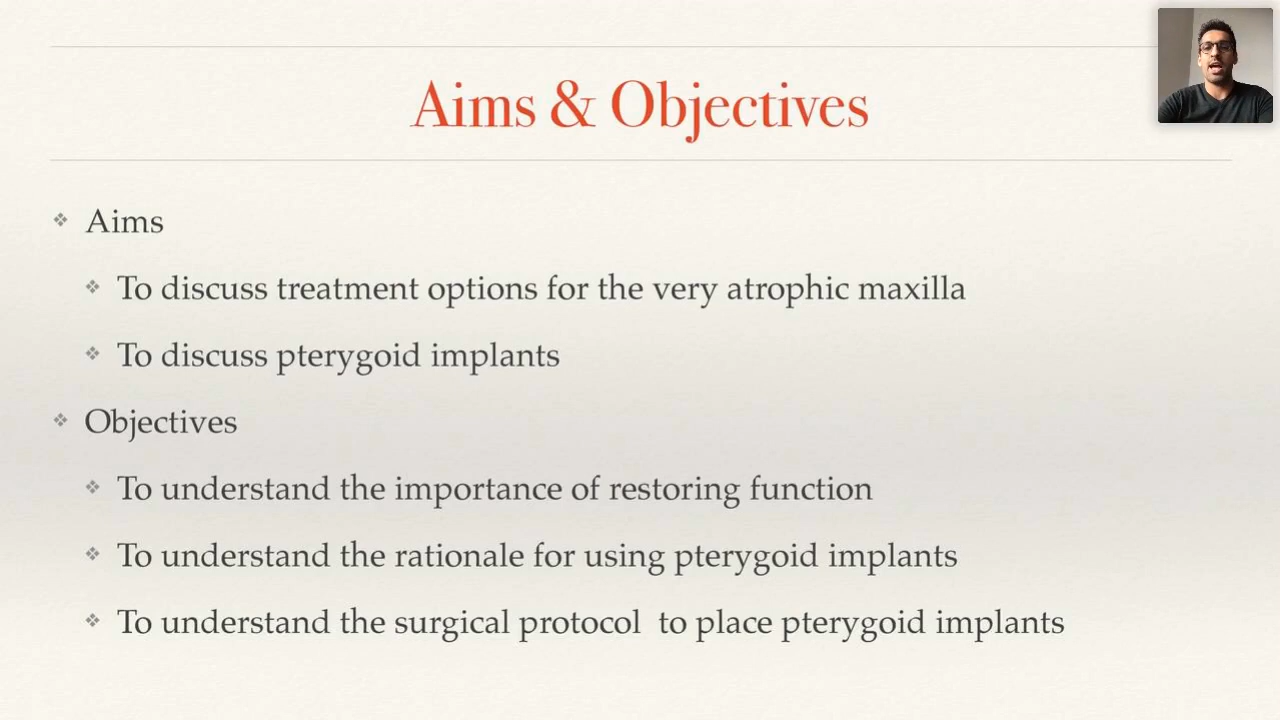 Aims & Objectives
Aims
To discuss treatment options for the very atrophic maxilla
To discuss pterygoid implants
Objectives
To understand the importance of restoring function
To understand the rationale for using pterygoid implants
To understand the surgical protocol  to place pterygoid implants